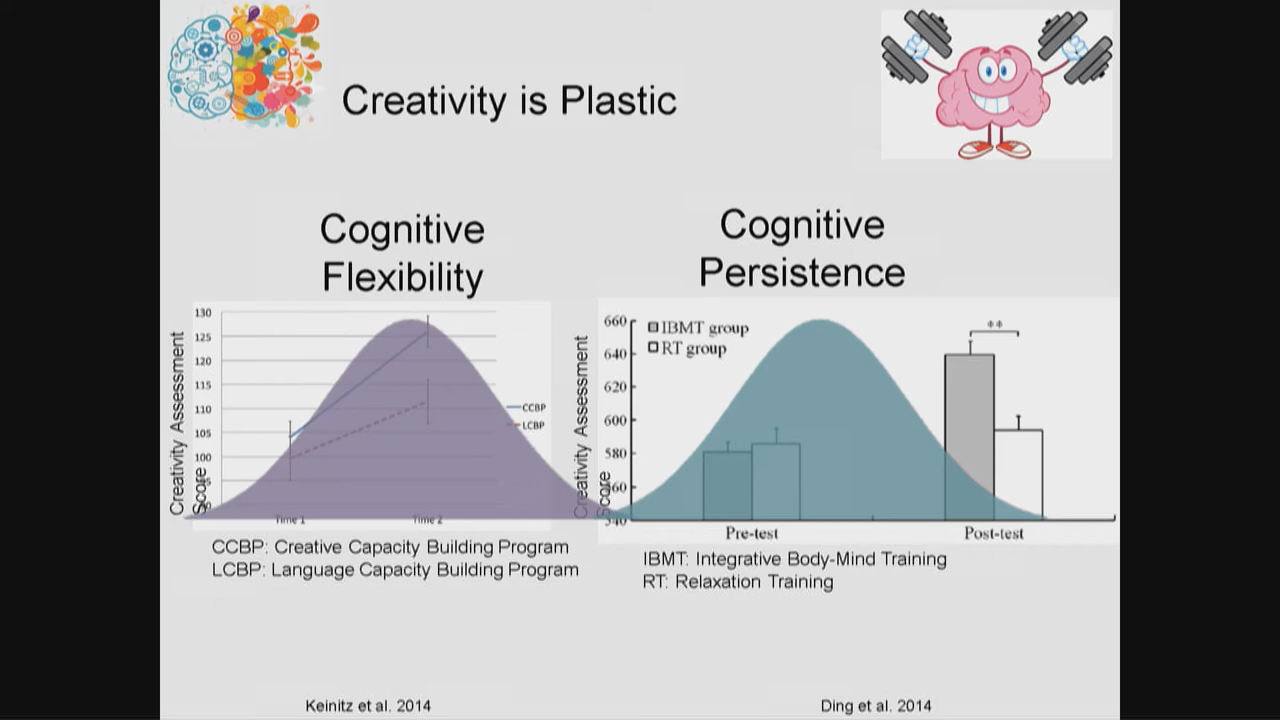 Creativity is Plastic
Cognitive
Flexibility
Creativity Assessment
Score
130
125
120
115
110
105
100
Time 1
Time 2
CCBP
LCBP
CCBP: Creative Capacity Building Program
LCBP: Language Capacity Building Program
Keinitz et al. 2014
Cognitive
Persistence
Creativity Assessment
Score
660
640
620
600
580
560
540
IBMT group
RT group
**
Pre-test
Post-test
IBMT: Integrative Body-Mind Training
RT: Relaxation Training
Ding et al. 2014